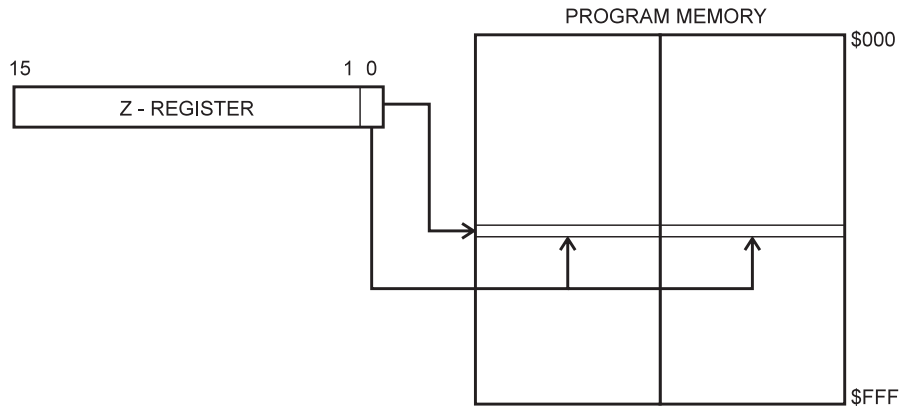 PROGRAM MEMORY
$000
15 1 0
Z - REGISTER
$FFF